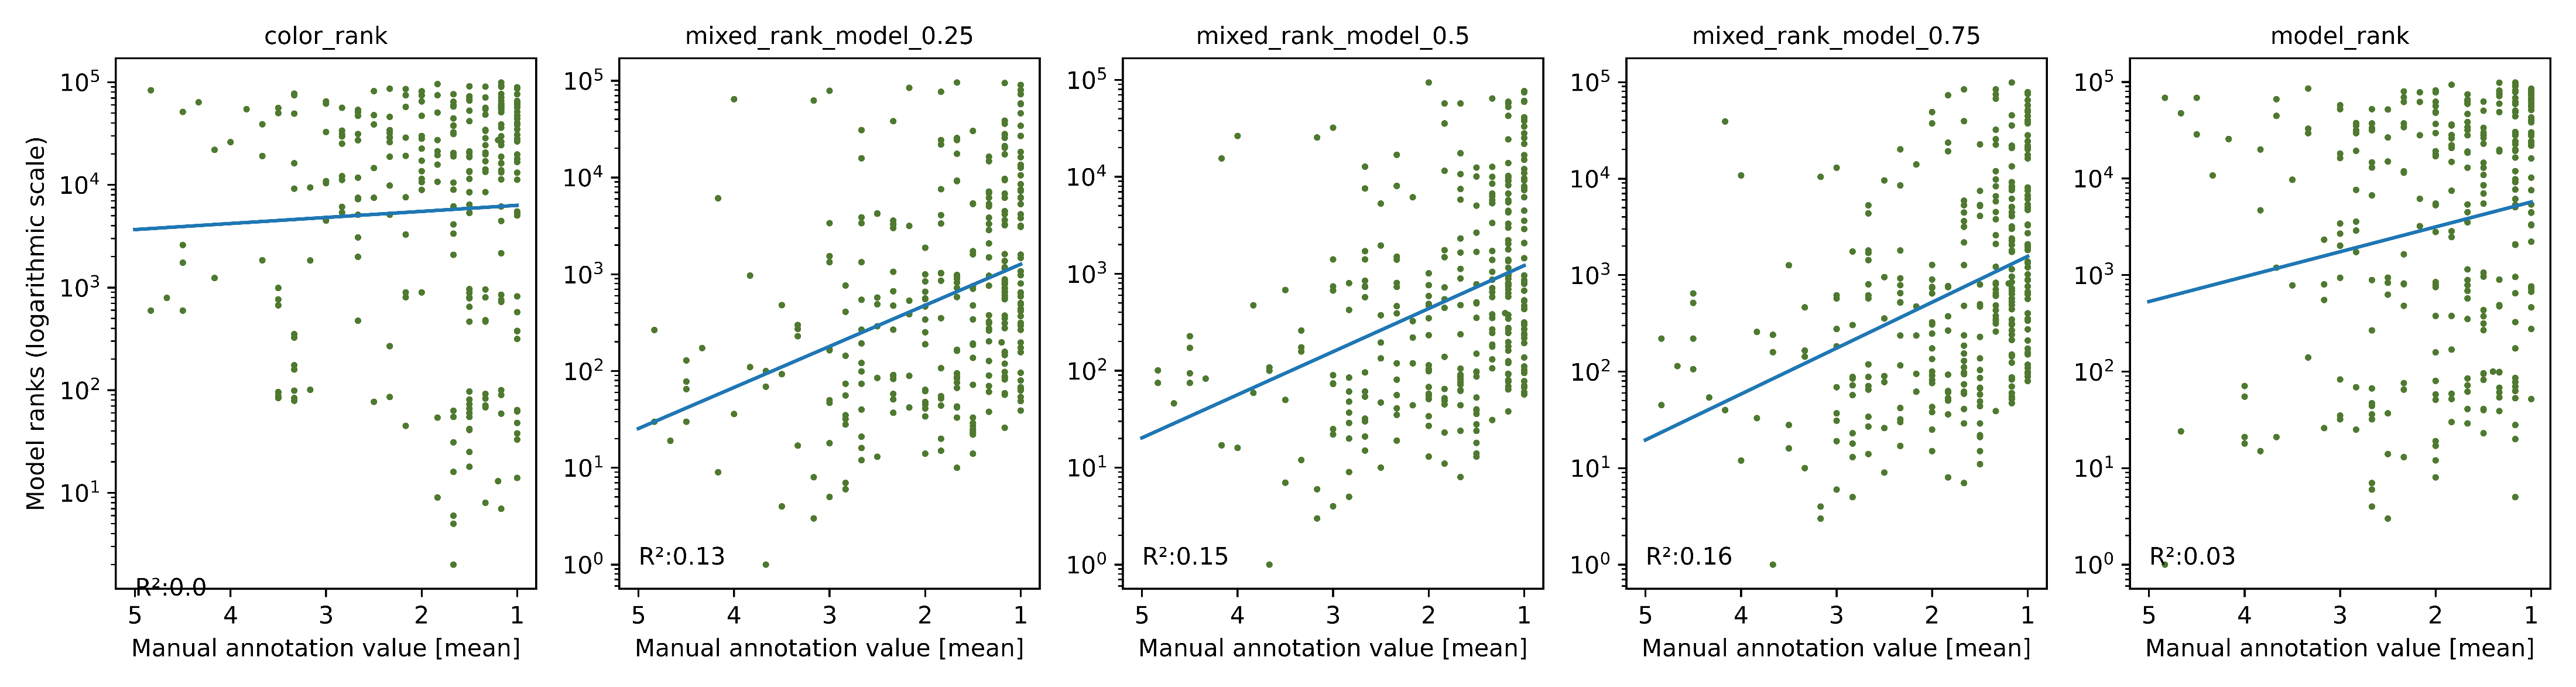 color_rank
mixed_rank_model_0.25
mixed_rank_model_0.5
mixed_rank_model_0.75
model_rank
Model ranks (logarithmic scale)
10⁵
10⁴
10³
10²
10¹
R²:0.0
5 4 3 2 1
Manual annotation value [mean]
10⁵
10⁴
10³
10²
10¹
10⁰
R²:0.13
5 4 3 2 1
Manual annotation value [mean]
10⁵
10⁴
10³
10²
10¹
10⁰
R²:0.15
5 4 3 2 1
Manual annotation value [mean]
10⁵
10⁴
10³
10²
10¹
10⁰
R²:0.16
5 4 3 2 1
Manual annotation value [mean]
10⁵
10⁴
10³
10²
10¹
10⁰
R²:0.03
5 4 3 2 1
Manual annotation value [mean]